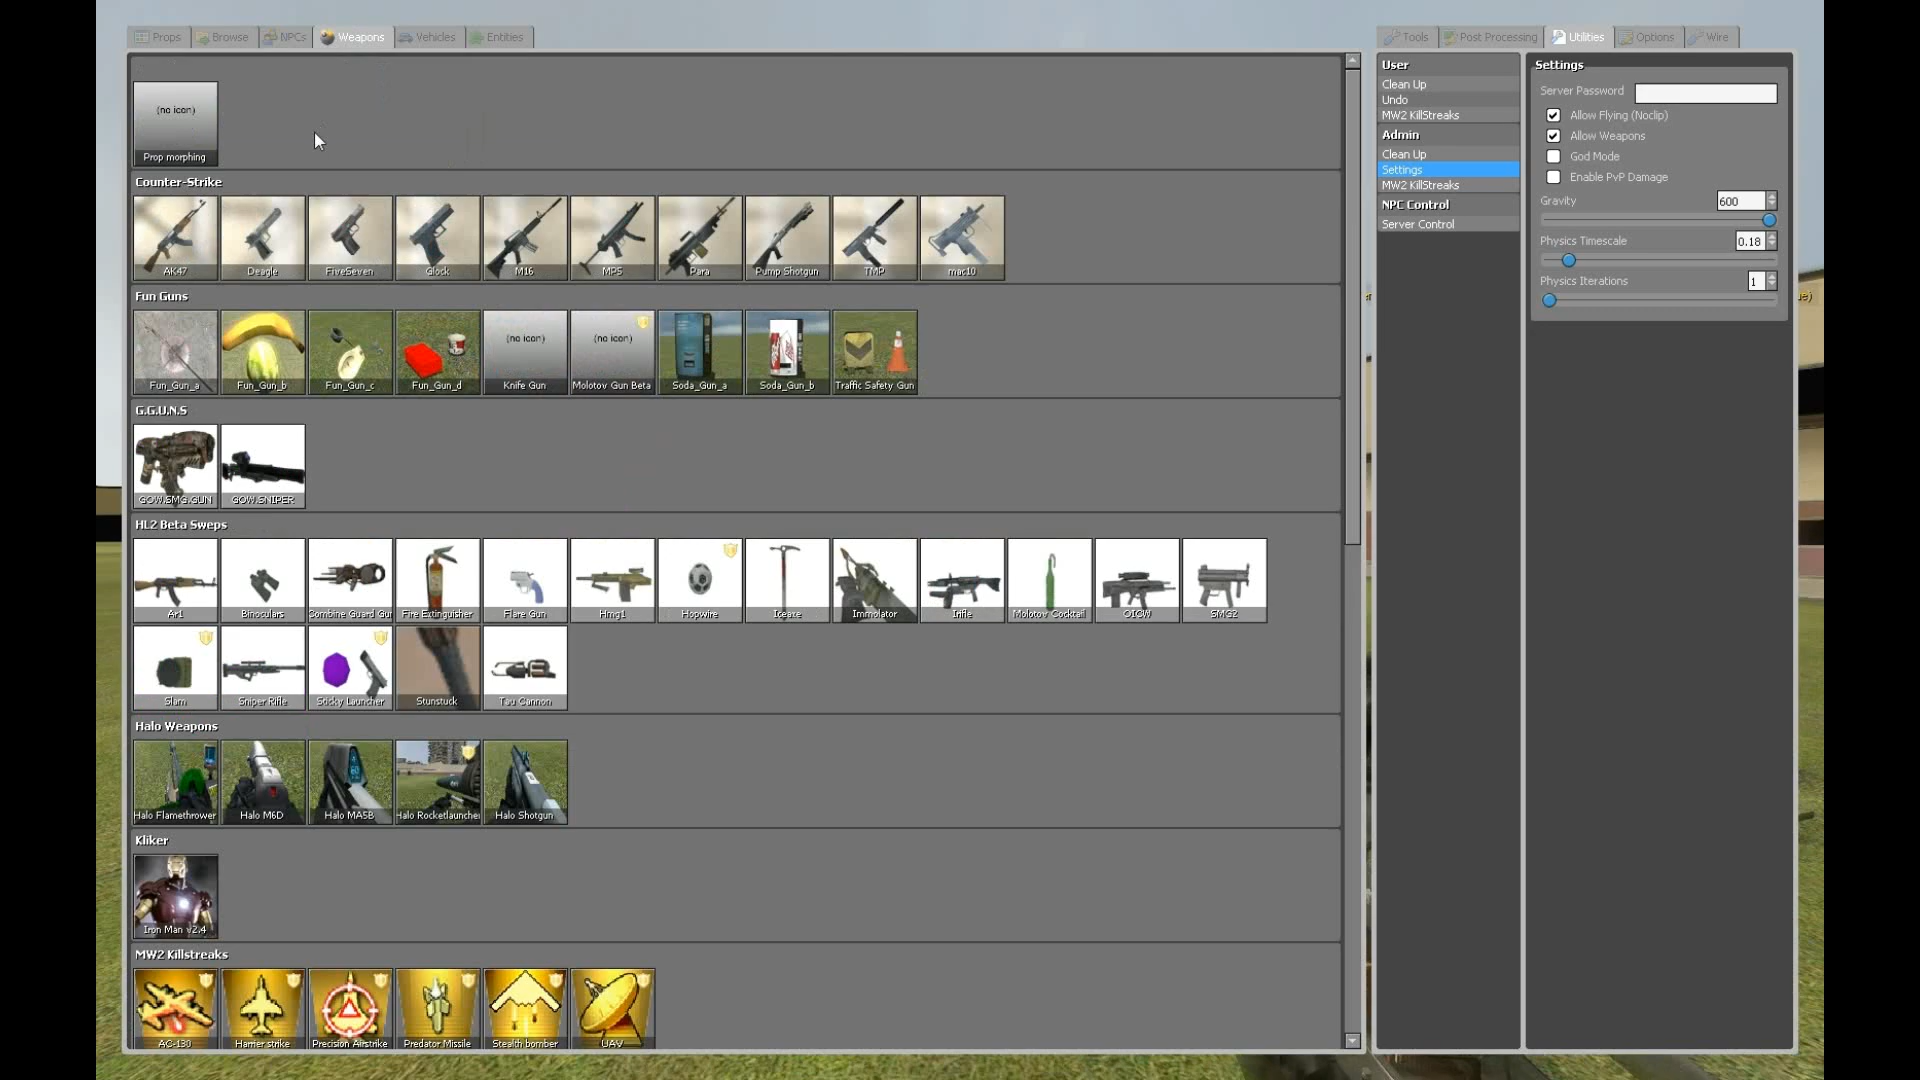 Props Browse NPCs Weapons Vehicles Entities
(no icon)
Prop morphing
Counter-Strike
AK47 Deagle FiveSeven Glock M16 MP5 Para Pump Shotgun TMP mac10
Fun Guns
(no icon) (no icon)
Fun_Gun_a Fun_Gun_b Fun_Gun_c Fun_Gun_d Knife Gun Molotov Gun Beta Soda_Gun_a Soda_Gun_b Traffic Safety Gun
G.G.U.N.S
GOW.SMG.GUN GOW.SNIPER
HL2 Beta Sweps
Ar1 Binoculars Combine Guard Gun Fire Extinguisher Flare Gun Hmg1 Hopwire Iceaxe Immolator Irifle Molotov Cocktail OICW SMG2
Slam Sniper Rifle Sticky Launcher Stunstuck Tau Cannon
Halo Weapons
Halo Flamethrower Halo M6D Halo MA5B Halo Rocketlauncher Halo Shotgun
Kliker
Iron Man v2.4
MW2 Killstreaks
AC-130 Harrier strike Precision Airstrike Predator Missile Stealth bomber UAV
Tools Post Processing Utilities Options Wire
User
Clean Up
Undo
MW2 KillStreaks
Admin
Clean Up
Settings
MW2 KillStreaks
NPC Control
Server Control
Settings
Server Password
Allow Flying (Noclip)
Allow Weapons
God Mode
Enable PvP Damage
Gravity 600
Physics Timescale 0.18
Physics Iterations 1